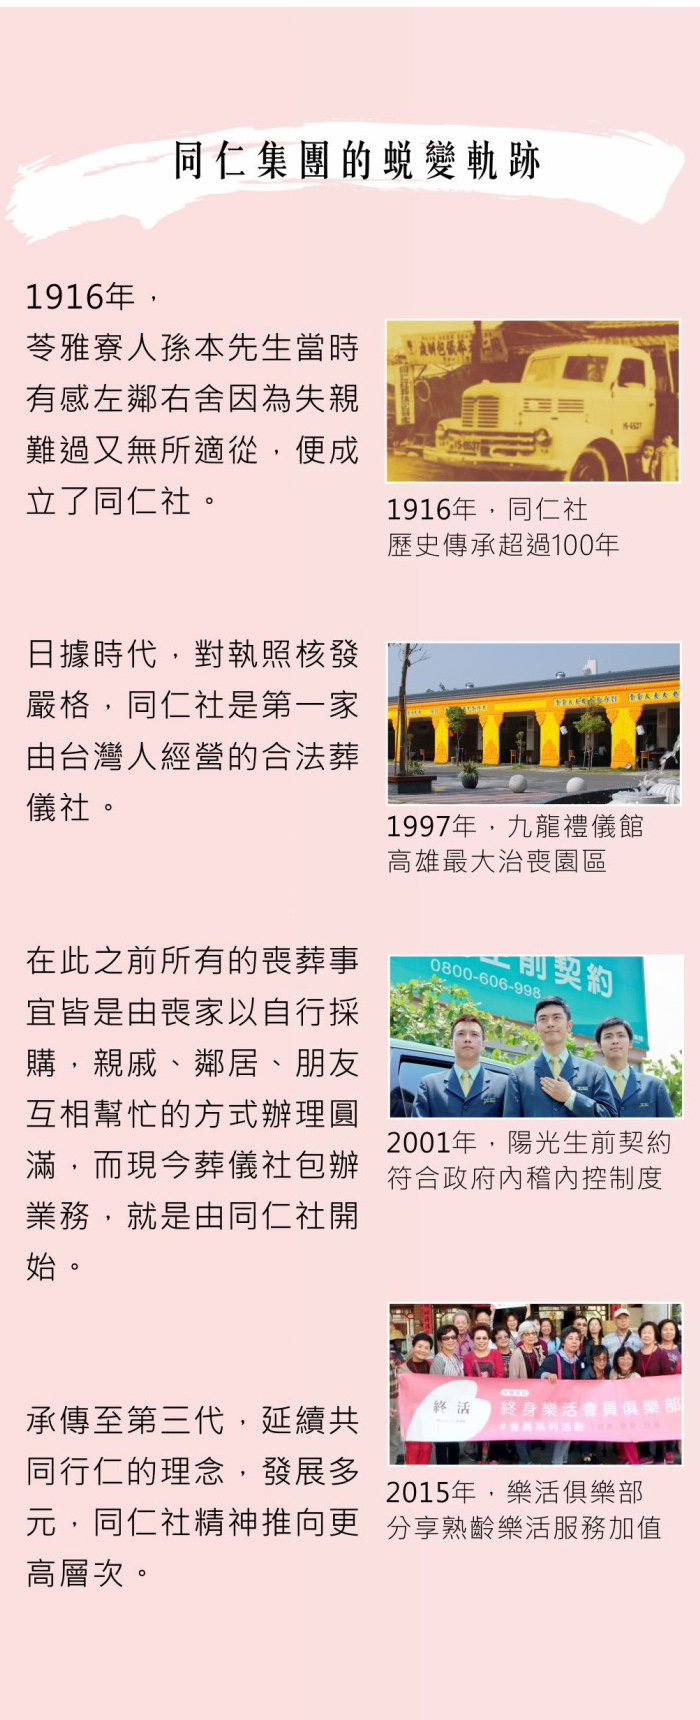 同仁集團的蛻變軌跡
1916年，
苓雅寮人孫本先生當時
有感左鄰右舍因為失親
難過又無所適從，便成
立了同仁社。
15-6537
15-6537
1916年，同仁社
歷史傳承超過100年
日據時代，對執照核發
嚴格，同仁社是第一家
由台灣人經營的合法葬
儀社。
1997年，九龍禮儀館
高雄最大治喪園區
在此之前所有的喪葬事
宜皆是由喪家以自行採
購，親戚、鄰居、朋友
互相幫忙的方式辦理圓
滿，而現今葬儀社包辦
業務，就是由同仁社開
始。
生前契約
0800-606-998
2001年，陽光生前契約
符合政府內稽內控制度
承傳至第三代，延續共
同行仁的理念，發展多
元，同仁社精神推向更
高層次。
終活
終身樂活會員俱樂部
#會員系列活動
2015年，樂活俱樂部
分享熟齡樂活服務加值